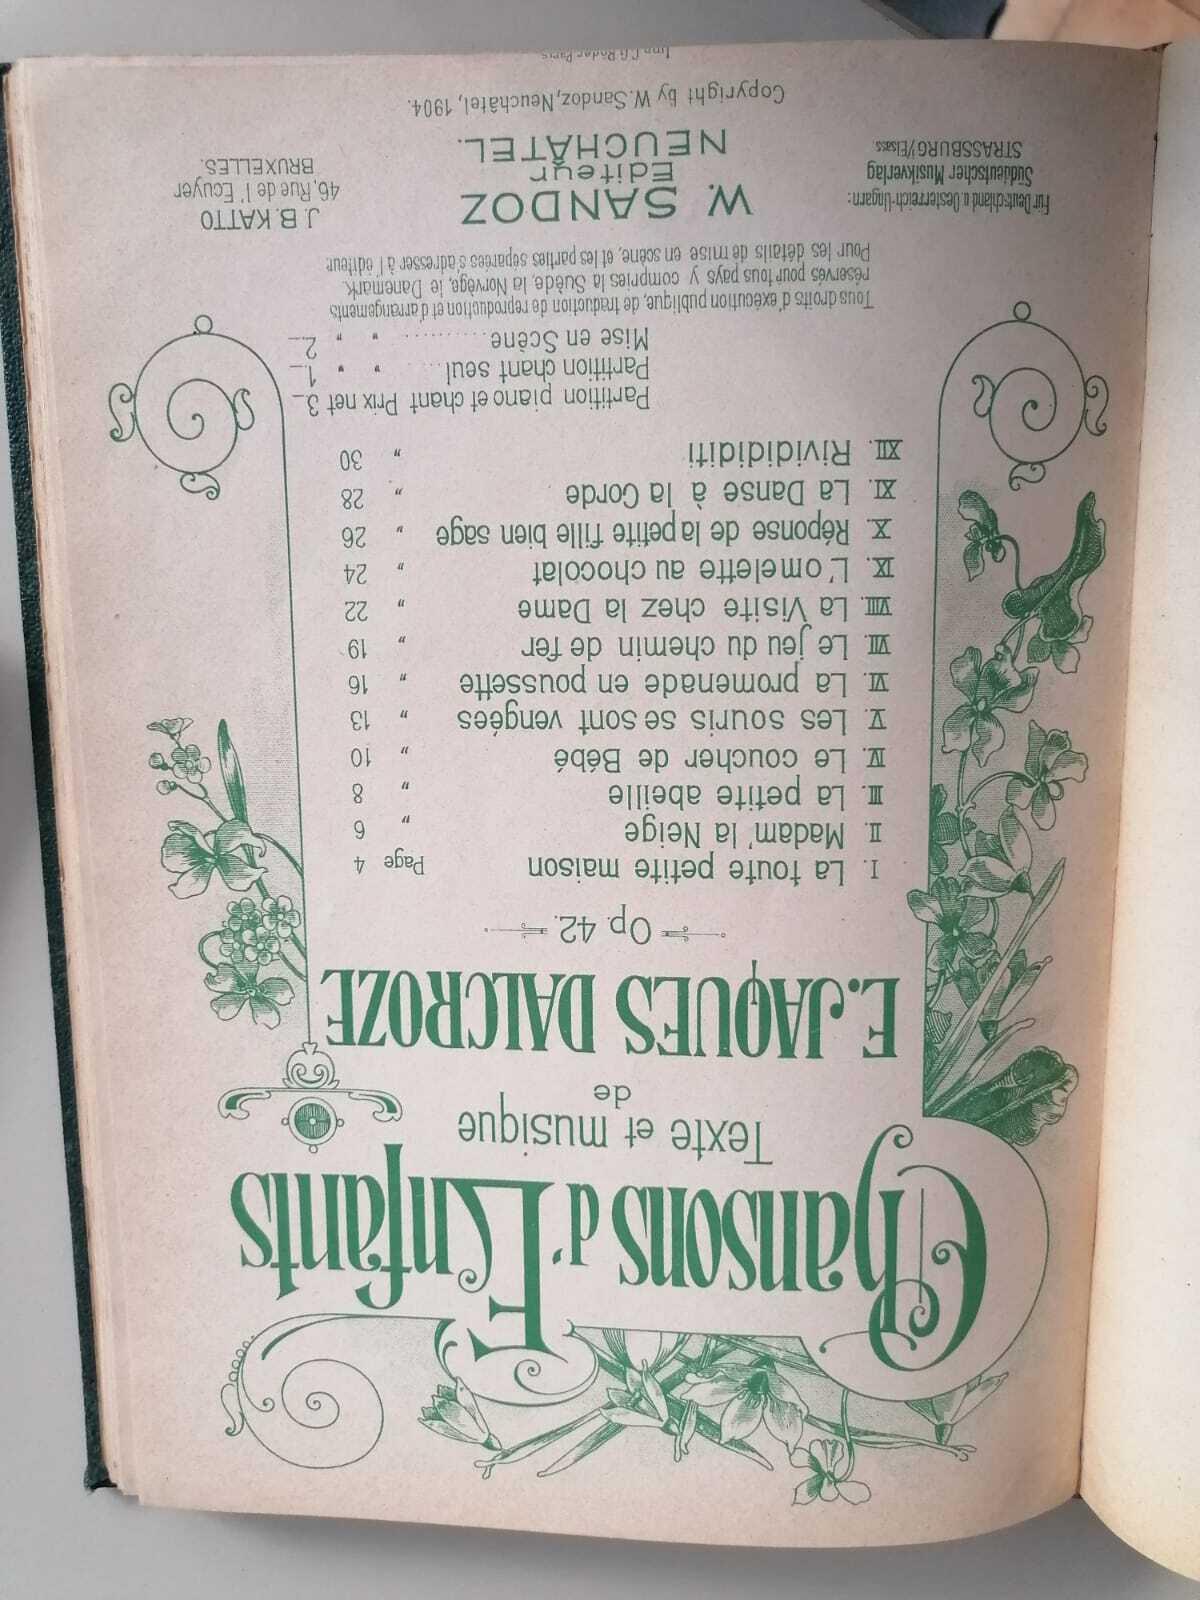 Chansons d'Enfants
Texte et musique
de
E. JAQUES DALCROZE
Op. 42.
I La toute petite maison Page 4
II. Madam' la Neige " 6
III. La petite abeille 8
IV. Le coucher de Bébé 10
V. Les souris se sont vengées " 13
VI. La promenade en poussette " 16
VII. Le jeu du chemin de fer " 19
VIII. La Visite chez la Dame " 22
IX. L'omelette au chocolat " 24
X. Réponse de la petite fille bien sage " 26
XI. La Danse à la Corde " 28
XII. Rivididiti " 30
Partition piano et chant Prix net 3._
Partition chant seul..... " " 1._
Mise en Scène.......... " " 2._
Tous droits d'exécution publique, de traduction de reproduction et d'arrangements
réservés pour tous pays y compries la Suède, la Norvège, le Danemark.
Pour les détails de mise en scène, et les parties séparées s'adresser à l'éditeur
Für Deutschland u. Oesterreich-Ungarn:
Süddeutscher Musikverlag
STRASSBURG/Elsass
W. SANDOZ
Editeur
NEUCHÂTEL.
J. B. KATTO
46, Rue de l'Ecuyer
BRUXELLES.
Copyright by W. Sandoz, Neuchâtel, 1904.
Imp. C.G. Röder Paris